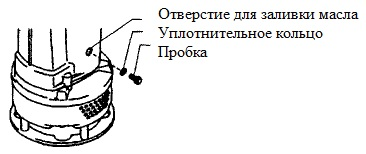 Отверстие для заливки масла
Уплотнительное кольцо
Пробка